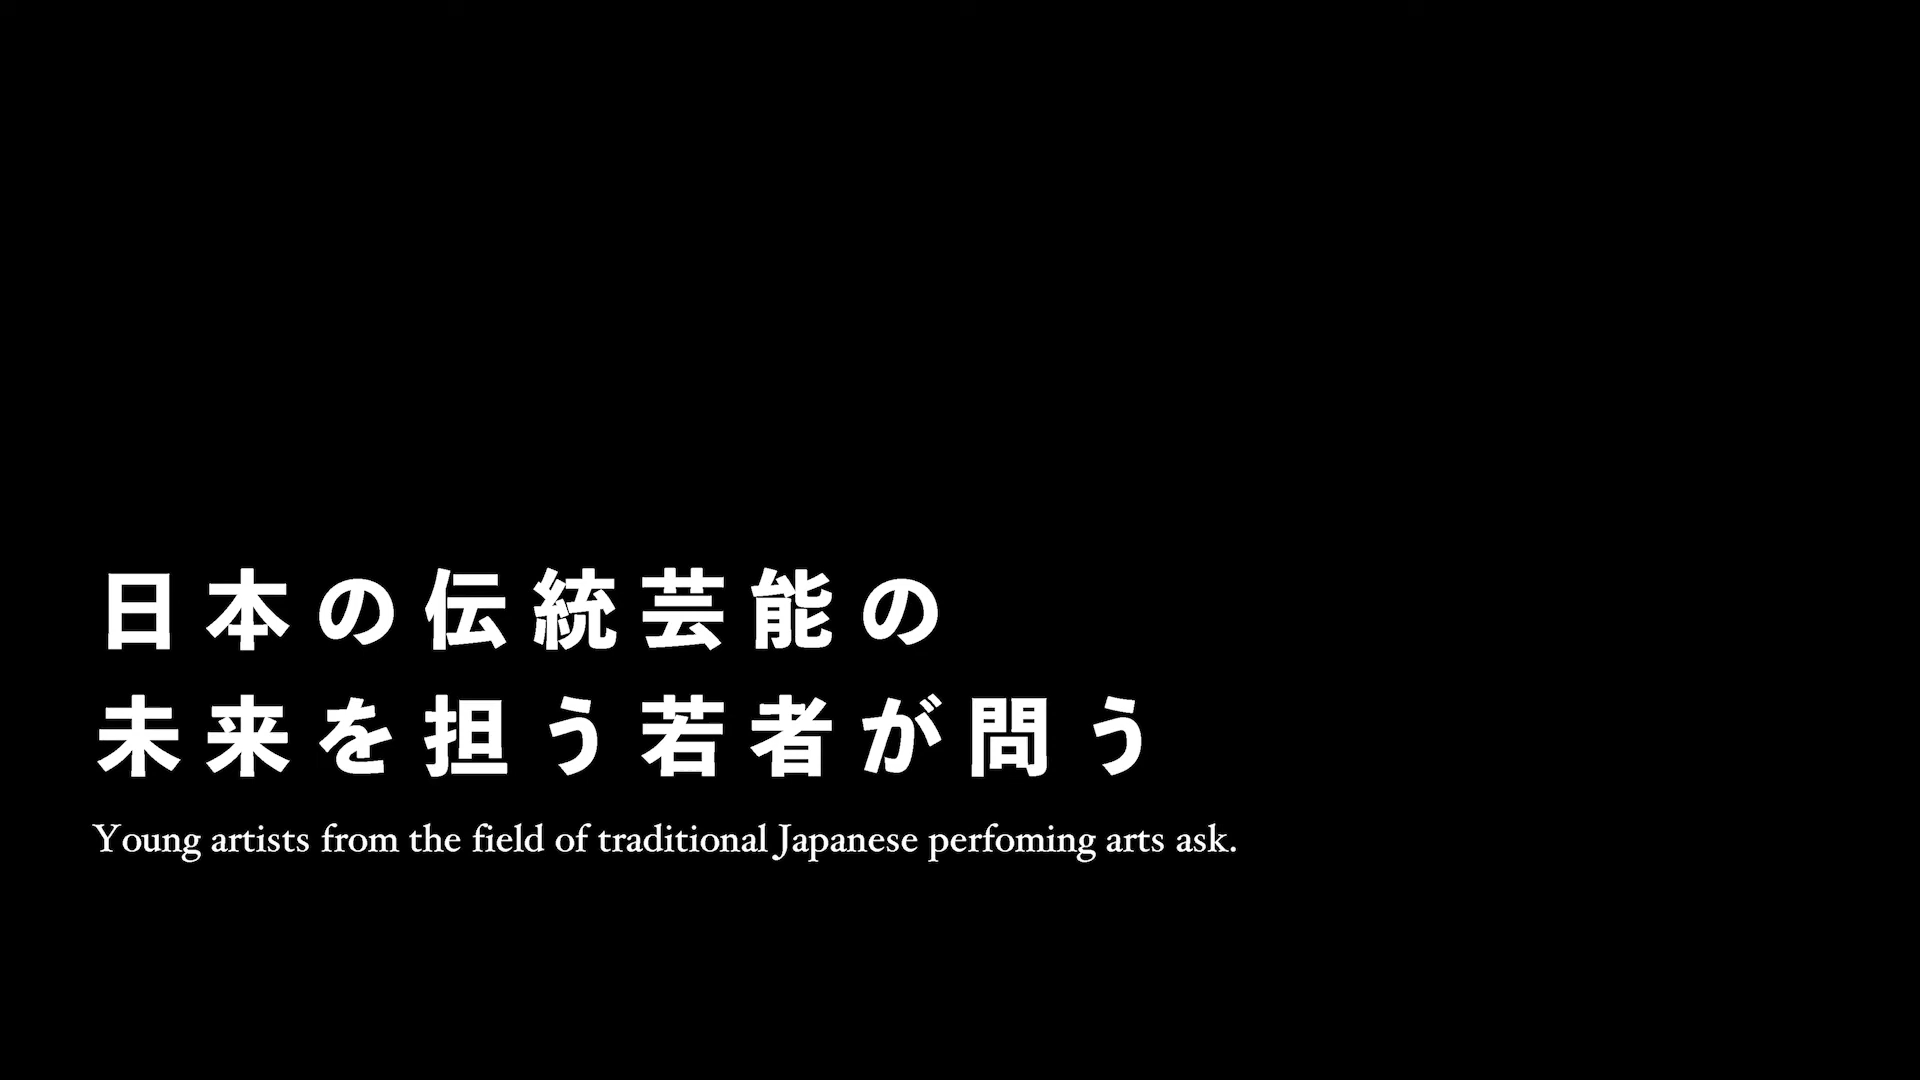 日本の伝統芸能の
未来を担う若者が問う
Young artists from the field of traditional Japanese perfoming arts ask.